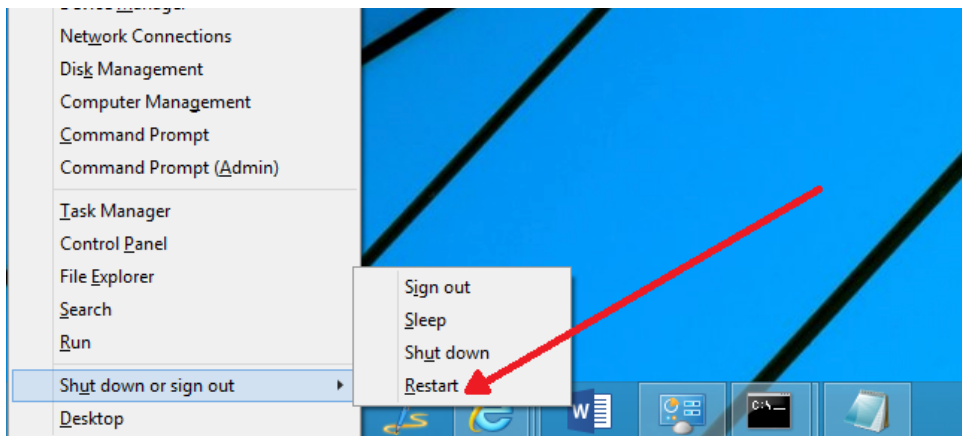 Network Connections
Disk Management
Computer Management
Command Prompt
Command Prompt (Admin)
Task Manager
Control Panel
File Explorer
Search
Run
Shut down or sign out
Desktop
Sign out
Sleep
Shut down
Restart
C:\